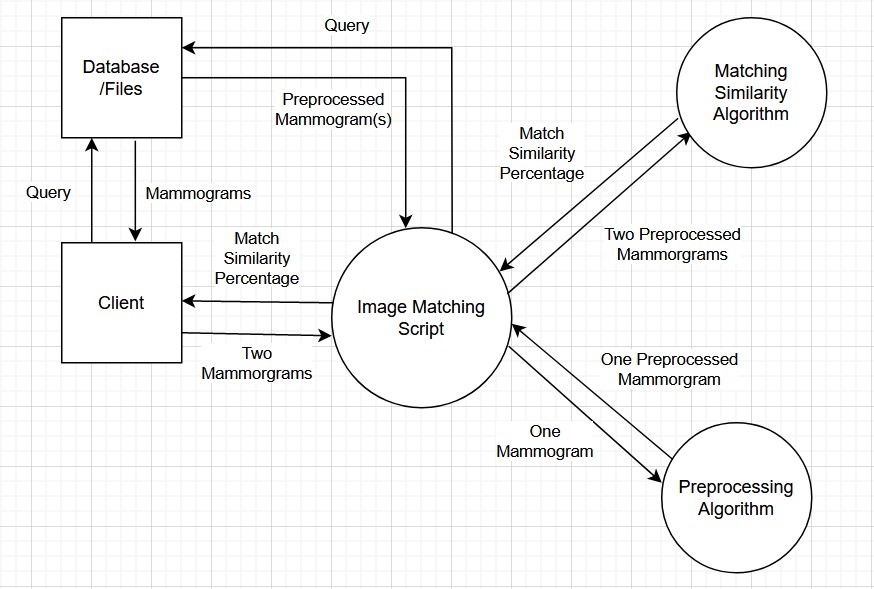 Query
Database
/Files
Preprocessed
Mammogram(s)
Matching
Similarity
Algorithm
Match
Similarity
Percentage
Query
Mammograms
Two Preprocessed
Mammorgrams
Match
Similarity
Percentage
Client
Image Matching
Script
Two
Mammorgrams
One Preprocessed
Mammorgram
One
Mammogram
Preprocessing
Algorithm